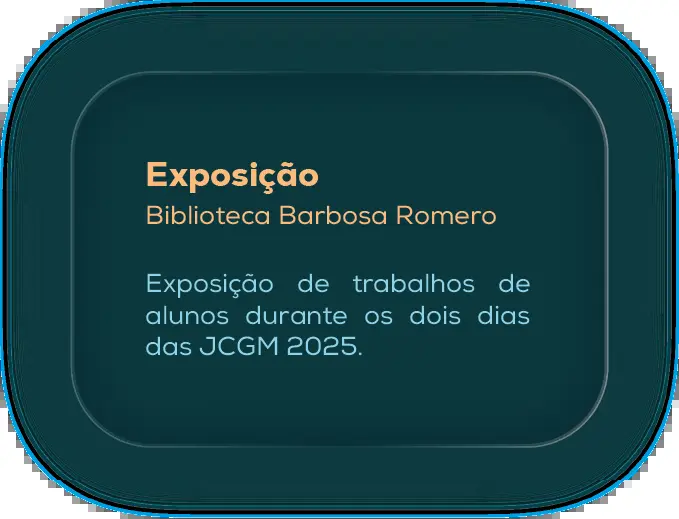 Exposição
Biblioteca Barbosa Romero
Exposição de trabalhos de
alunos durante os dois dias
das JCGM 2025.